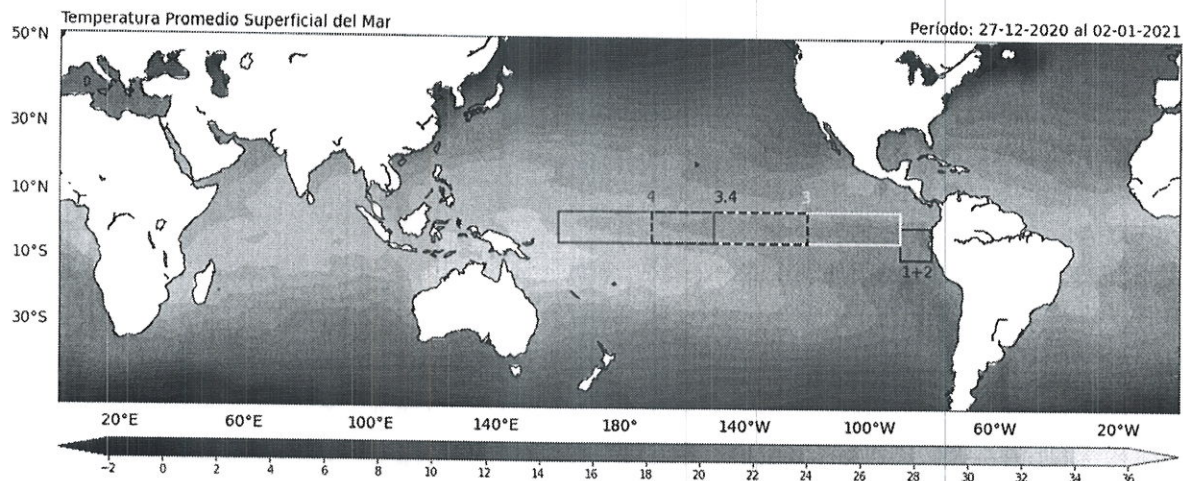 Temperatura Promedio Superficial del Mar
Período: 27-12-2020 al 02-01-2021
50°N
30°N
10°N
10°S
30°S
4
3.4
3
1+2
20°E 60°E 100°E 140°E 180° 140°W 100°W 60°W 20°W
−2 0 2 4 6 8 10 12 14 16 18 20 22 24 26 28 30 32 34 36